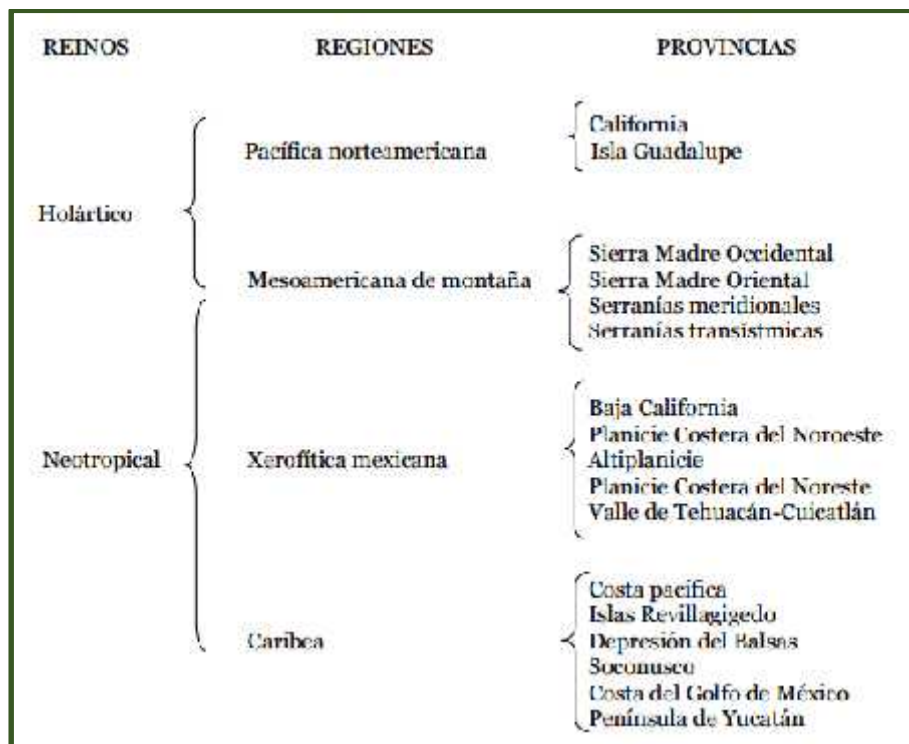 REINOS REGIONES PROVINCIAS
California
Pacífica norteamericana
Isla Guadalupe
Holártico
Sierra Madre Occidental
Mesoamericana de montaña
Sierra Madre Oriental
Serranías meridionales
Serranías transístmicas
Baja California
Planicie Costera del Noroeste
Neotropical
Xerofítica mexicana
Altiplanicie
Planicie Costera del Noreste
Valle de Tehuacán-Cuicatlán
Costa pacífica
Islas Revillagigedo
Caribea
Depresión del Balsas
Soconusco
Costa del Golfo de México
Península de Yucatán